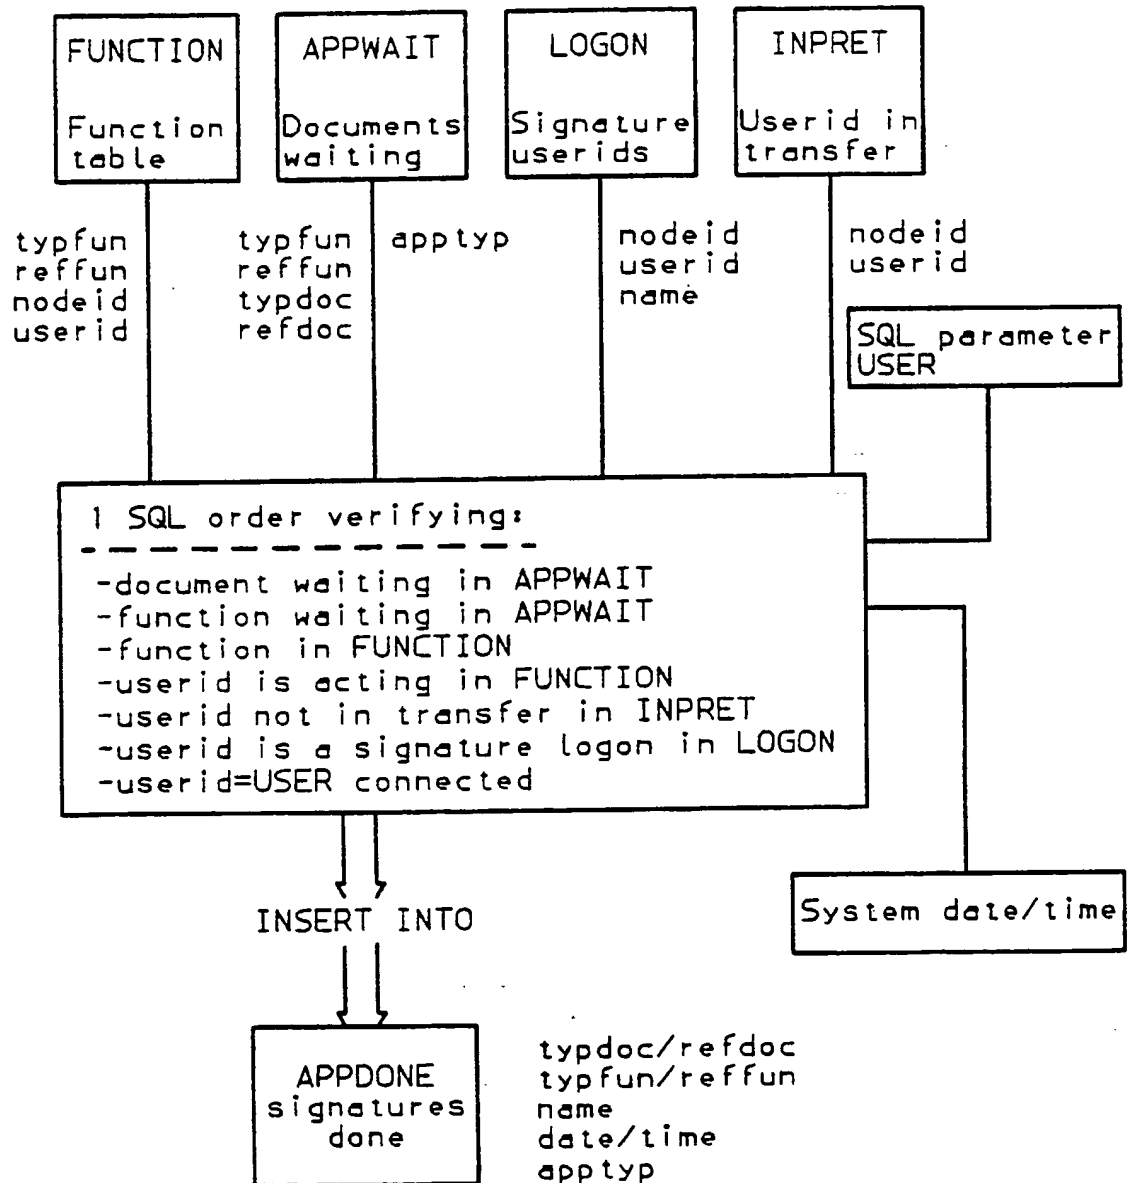 FUNCTION
Function
table
APPWAIT
Documents
waiting
LOGON
Signature
userids
INPRET
Userid in
transfer
typfun
reffun
nodeid
userid
typfun
reffun
typdoc
refdoc
apptyp
nodeid
userid
name
nodeid
userid
SQL parameter
USER
1 SQL order verifying:
-document waiting in APPWAIT
-function waiting in APPWAIT
-function in FUNCTION
-userid is acting in FUNCTION
-userid not in transfer in INPRET
-userid is a signature logon in LOGON
-userid=USER connected
System date/time
INSERT INTO
APPDONE
signatures
done
typdoc/refdoc
typfun/reffun
name
date/time
apptyp